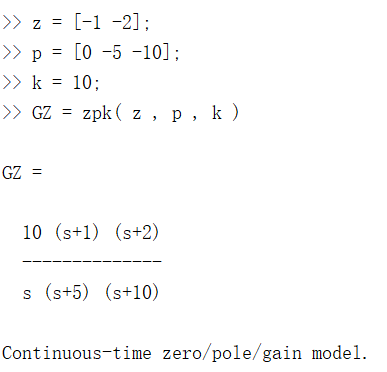 >> z = [-1 -2];
>> p = [0 -5 -10];
>> k = 10;
>> GZ = zpk( z , p , k )
GZ =
10 (s+1) (s+2)
--------------
s (s+5) (s+10)
Continuous-time zero/pole/gain model.